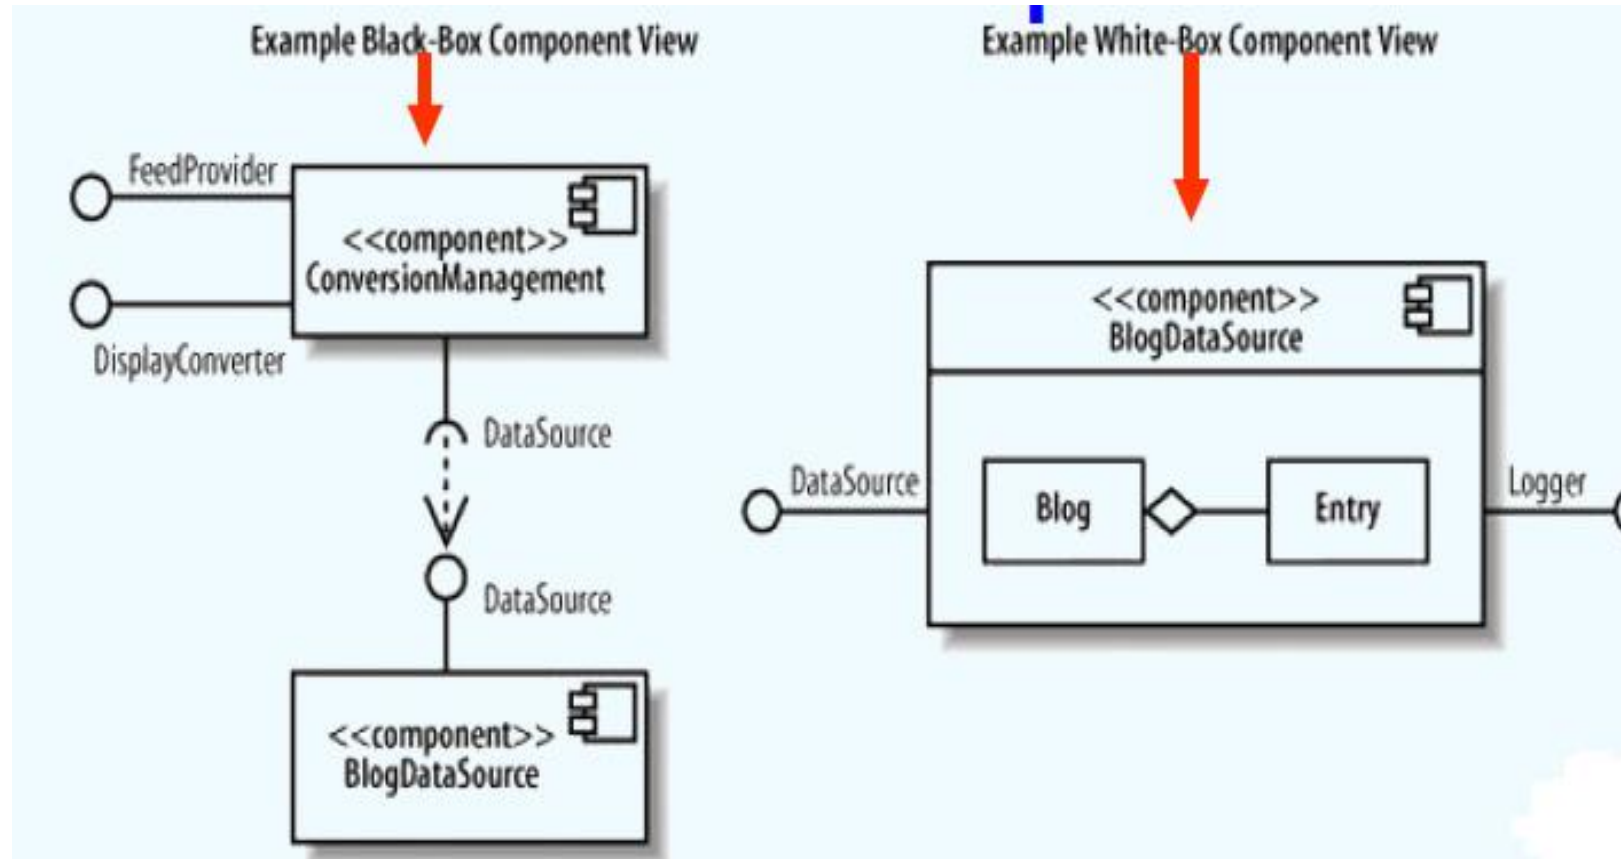 Example Black-Box Component View
FeedProvider
<<component>>
ConversionManagement
DisplayConverter
DataSource
DataSource
<<component>>
BlogDataSource
Example White-Box Component View
<<component>>
BlogDataSource
DataSource
Blog
Entry
Logger